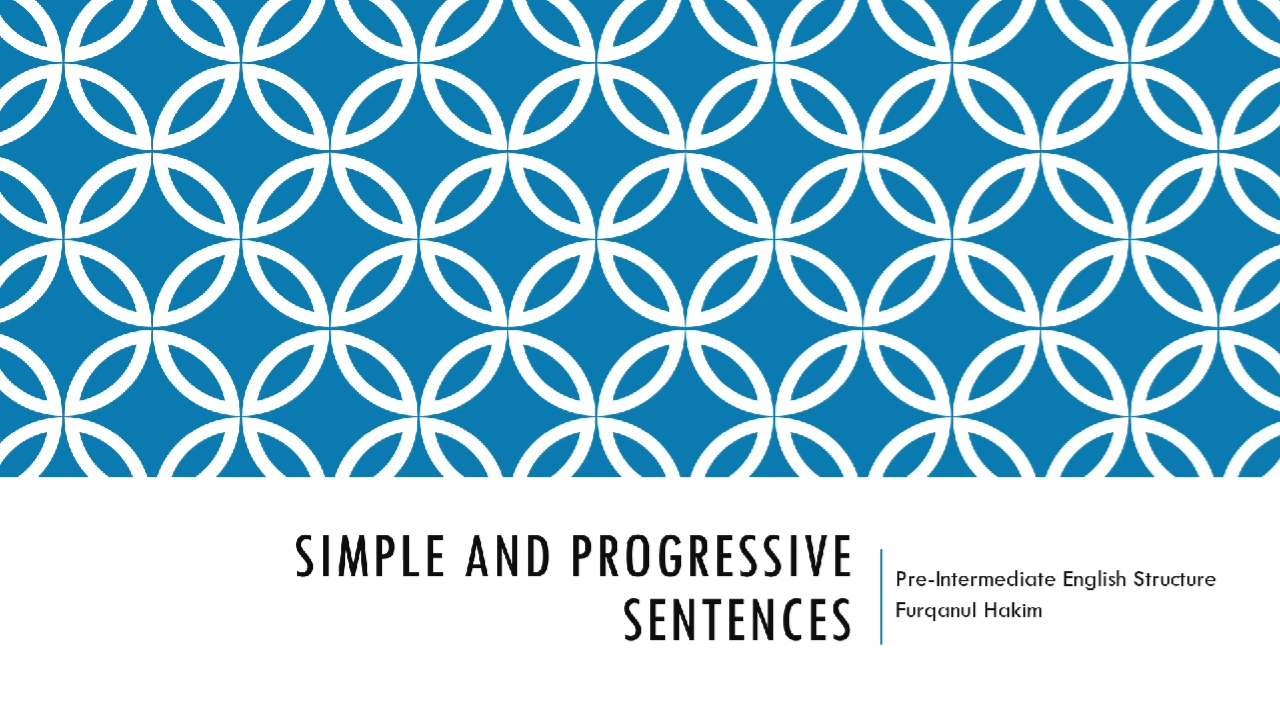 SIMPLE AND PROGRESSIVE
SENTENCES
Pre-Intermediate English Structure
Furqanul Hakim